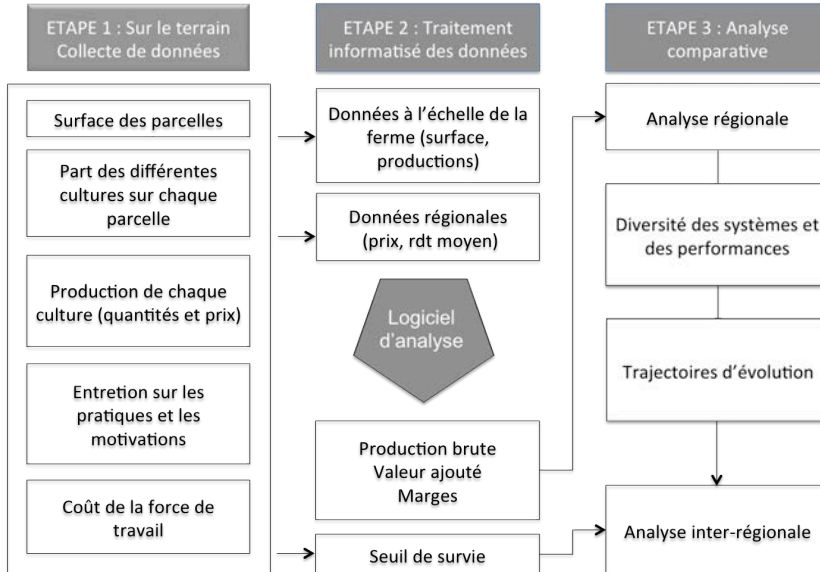 ETAPE 1 : Sur le terrain
Collecte de données
Surface des parcelles
Part des différentes
cultures sur chaque
parcelle
Production de chaque
culture (quantités et prix)
Entretion sur les
pratiques et les
motivations
Coût de la force de
travail
ETAPE 2 : Traitement
informatisé des données
Données à l'échelle de la
ferme (surface,
productions)
Données régionales
(prix, rdt moyen)
Logiciel
d'analyse
Production brute
Valeur ajouté
Marges
Seuil de survie
ETAPE 3 : Analyse
comparative
Analyse régionale
Diversité des systèmes et
des performances
Trajectoires d'évolution
Analyse inter-régionale